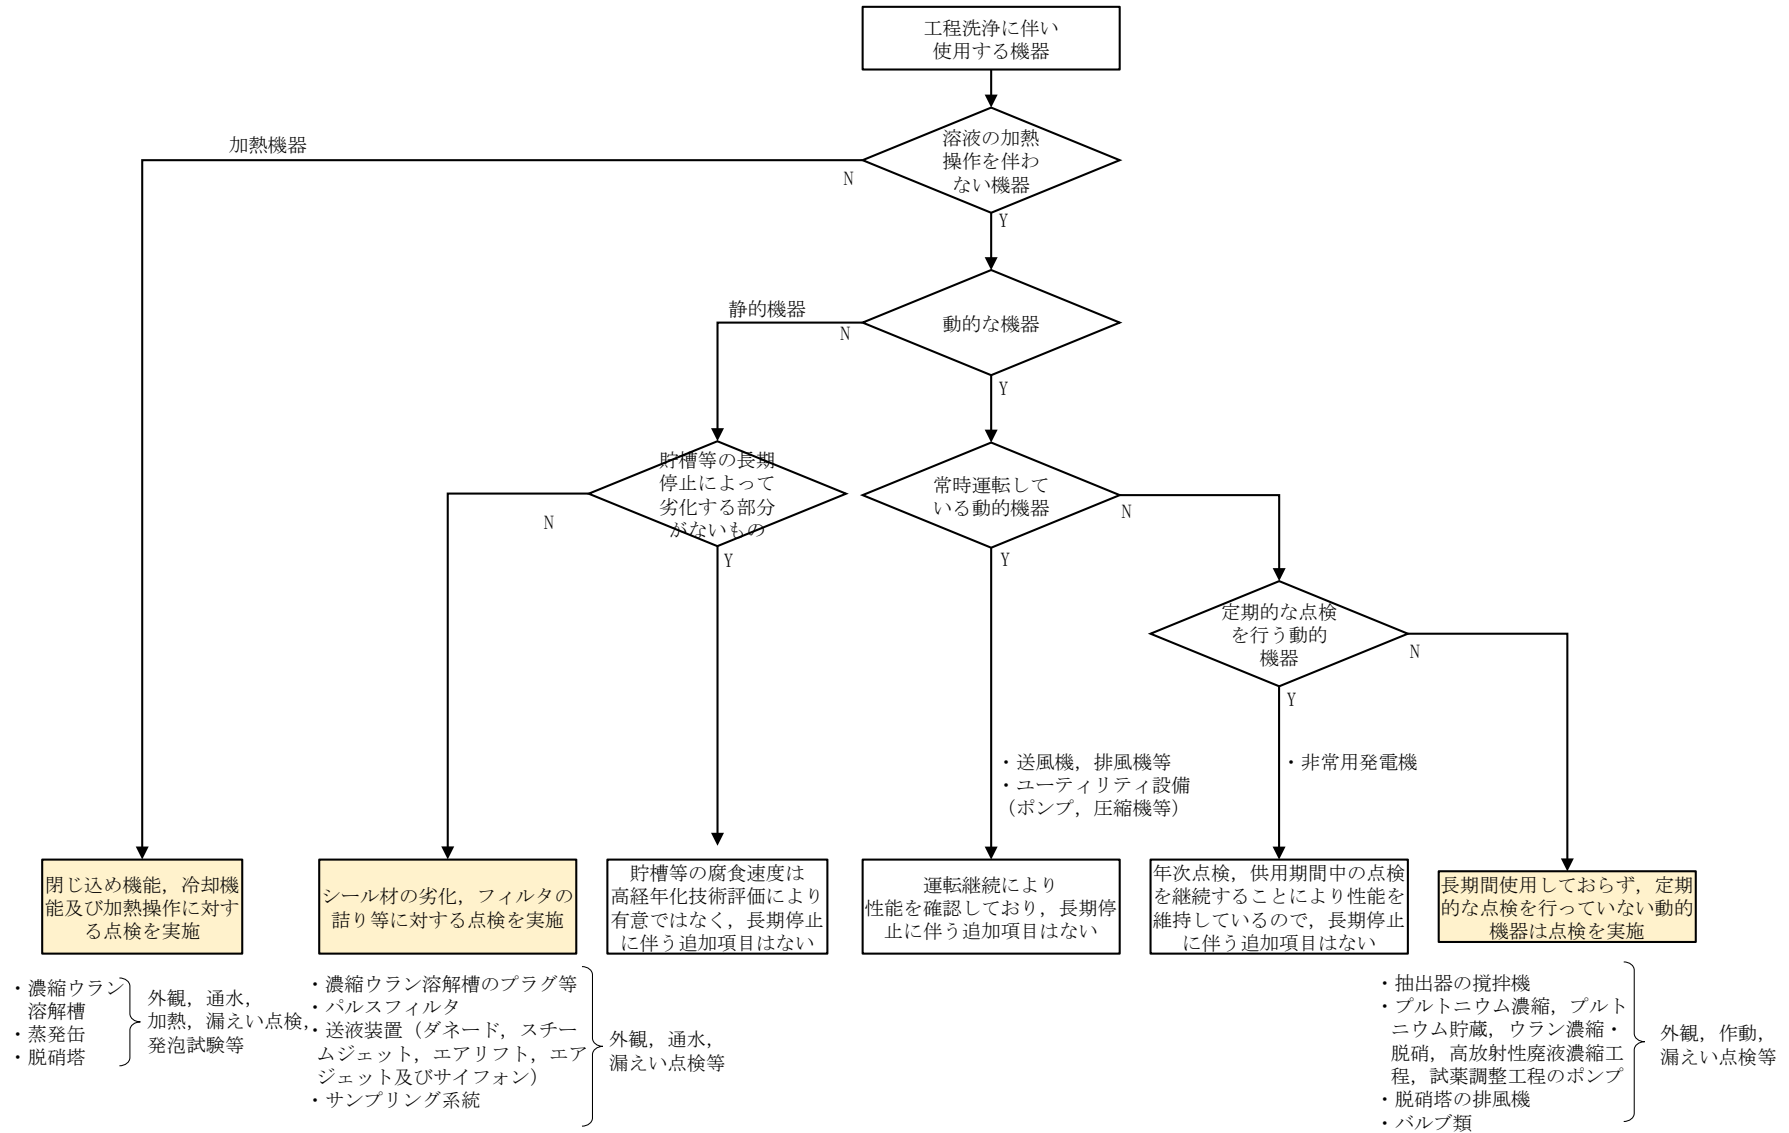 工程洗浄に伴い
使用する機器
溶液の加熱
操作を伴わ
ない機器
加熱機器
N
Y
動的な機器
静的機器
N
Y
貯槽等の長期
停止によって
劣化する部分
がないもの
N
Y
常時運転して
いる動的機器
N
Y
定期的な点検
を行う動的
機器
N
Y
・送風機，排風機等
・ユーティリティ設備
（ポンプ，圧縮機等）
・非常用発電機
閉じ込め機能，冷却機
能及び加熱操作に対す
る点検を実施
シール材の劣化，フィルタの
詰り等に対する点検を実施
貯槽等の腐食速度は
高経年化技術評価により
有意ではなく，長期停止
に伴う追加項目はない
運転継続により
性能を確認しており，長期停
止に伴う追加項目はない
年次点検，供用期間中の点検
を継続することにより性能を
維持しているので，長期停止
に伴う追加項目はない
長期間使用しておらず，定期
的な点検を行っていない動的
機器は点検を実施
・濃縮ウラン
溶解槽
・蒸発缶
・脱硝塔
外観，通水，
加熱，漏えい点検，
発泡試験等
・濃縮ウラン溶解槽のプラグ等
・パルスフィルタ
・送液装置（ダネード，スチー
ムジェット，エアリフト，エア
ジェット及びサイフォン）
・サンプリング系統
外観，通水，
漏えい点検等
・抽出器の撹拌機
・プルトニウム濃縮，プルト
ニウム貯蔵，ウラン濃縮・
脱硝，高放射性廃液濃縮工
程，試薬調整工程のポンプ
・脱硝塔の排風機
・バルブ類
外観，作動，
漏えい点検等